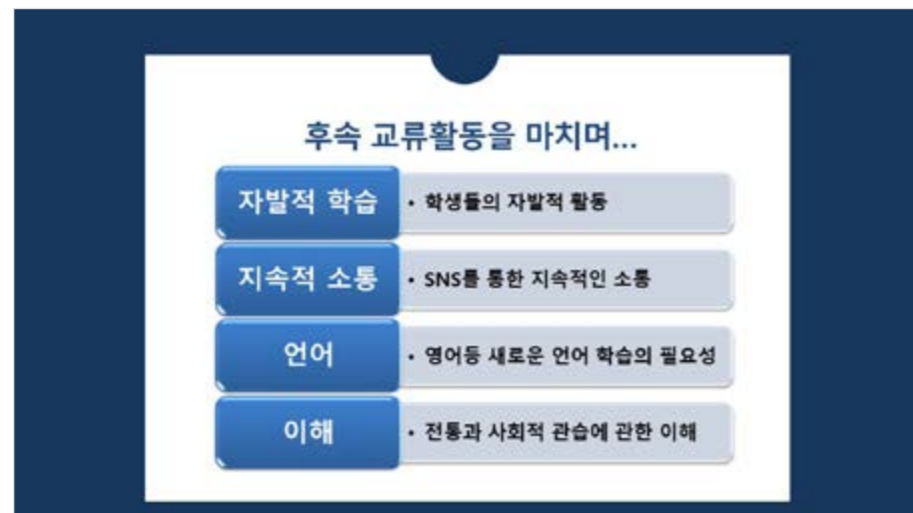 후속 교류활동을 마치며...
자발적 학습
• 학생들의 자발적 활동
지속적 소통
• SNS를 통한 지속적인 소통
언어
• 영어등 새로운 언어 학습의 필요성
이해
• 전통과 사회적 관습에 관한 이해